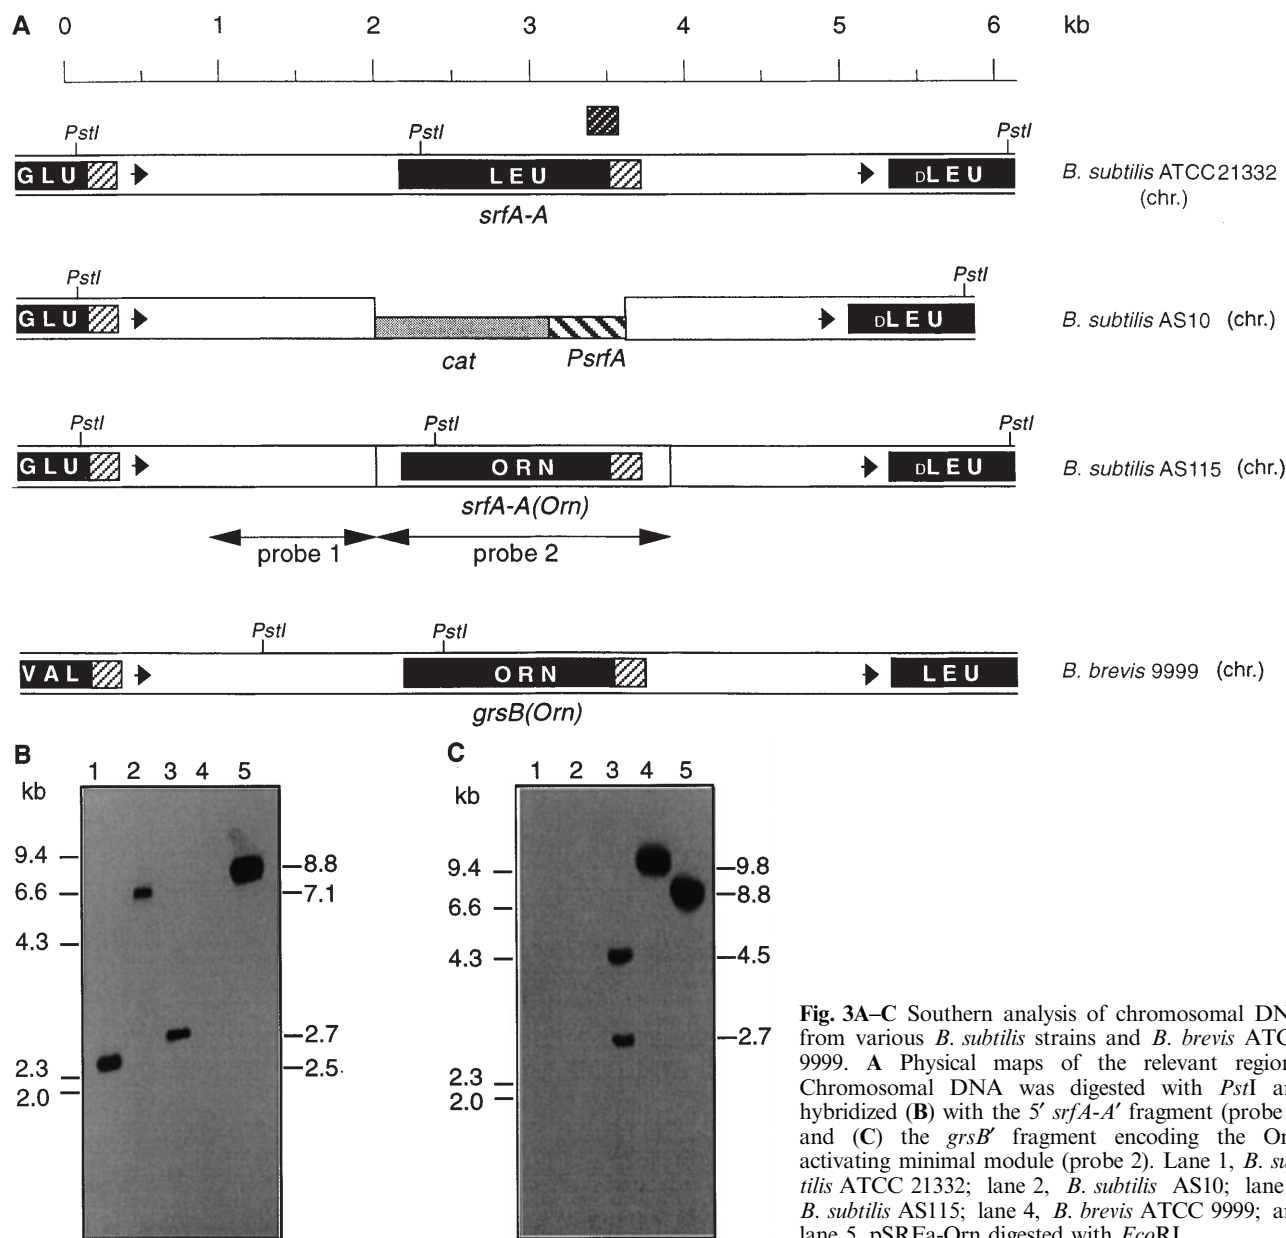 A 0 1 2 3 4 5 6 kb
PstI PstI PstI
GLU LEU DLEU B. subtilis ATCC21332
(chr.)
srfA-A
PstI PstI
GLU DLEU B. subtilis AS10 (chr.)
cat PsrfA
PstI PstI PstI
GLU ORN DLEU B. subtilis AS115 (chr.)
srfA-A(Orn)
probe 1 probe 2
PstI PstI
VAL ORN LEU B. brevis 9999 (chr.)
grsB(Orn)
B
1 2 3 4 5
kb
9.4
6.6
4.3
2.3
2.0
8.8
7.1
2.7
2.5
C
1 2 3 4 5
kb
9.4
6.6
4.3
2.3
2.0
9.8
8.8
4.5
2.7
Fig. 3A–C Southern analysis of chromosomal DN
from various B. subtilis strains and B. brevis ATC
9999. A Physical maps of the relevant region
Chromosomal DNA was digested with PstI an
hybridized (B) with the 5′ srfA-A′ fragment (probe
and (C) the grsB′ fragment encoding the Or
activating minimal module (probe 2). Lane 1, B. su
tilis ATCC 21332; lane 2, B. subtilis AS10; lane
B. subtilis AS115; lane 4, B. brevis ATCC 9999; an
lane 5, pSRFa-Orn digested with EcoRI